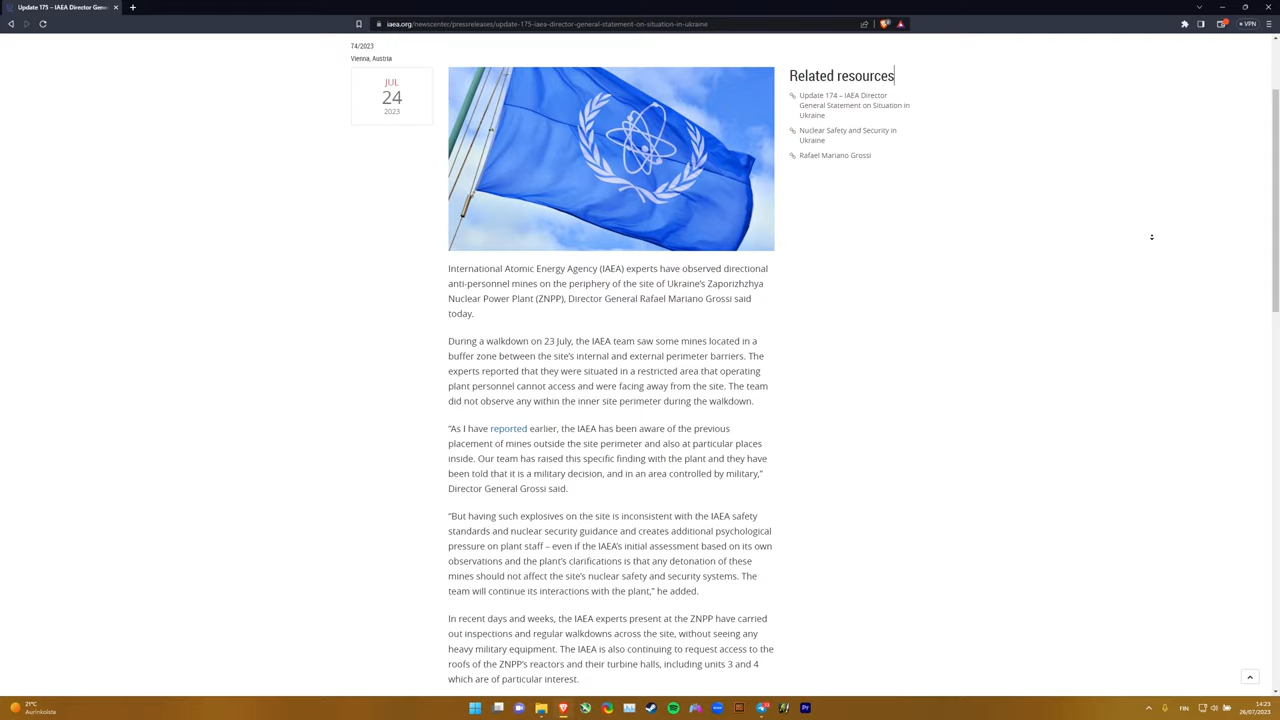 Update 175 – IAEA Director Gener
iaea.org/newscenter/pressreleases/update-175-iaea-director-general-statement-on-situation-in-ukraine
VPN
74/2023
Vienna, Austria
JUL
24
2023
Related resources
Update 174 – IAEA Director
General Statement on Situation in
Ukraine
Nuclear Safety and Security in
Ukraine
Rafael Mariano Grossi
International Atomic Energy Agency (IAEA) experts have observed directional
anti-personnel mines on the periphery of the site of Ukraine's Zaporizhzhya
Nuclear Power Plant (ZNPP), Director General Rafael Mariano Grossi said
today.
During a walkdown on 23 July, the IAEA team saw some mines located in a
buffer zone between the site's internal and external perimeter barriers. The
experts reported that they were situated in a restricted area that operating
plant personnel cannot access and were facing away from the site. The team
did not observe any within the inner site perimeter during the walkdown.
“As I have reported earlier, the IAEA has been aware of the previous
placement of mines outside the site perimeter and also at particular places
inside. Our team has raised this specific finding with the plant and they have
been told that it is a military decision, and in an area controlled by military,”
Director General Grossi said.
“But having such explosives on the site is inconsistent with the IAEA safety
standards and nuclear security guidance and creates additional psychological
pressure on plant staff – even if the IAEA's initial assessment based on its own
observations and the plant's clarifications is that any detonation of these
mines should not affect the site's nuclear safety and security systems. The
team will continue its interactions with the plant,” he added.
In recent days and weeks, the IAEA experts present at the ZNPP have carried
out inspections and regular walkdowns across the site, without seeing any
heavy military equipment. The IAEA is also continuing to request access to the
roofs of the ZNPP's reactors and their turbine halls, including units 3 and 4
which are of particular interest.
21°C
Aurinkoista
FIN
14:23
26/07/2023